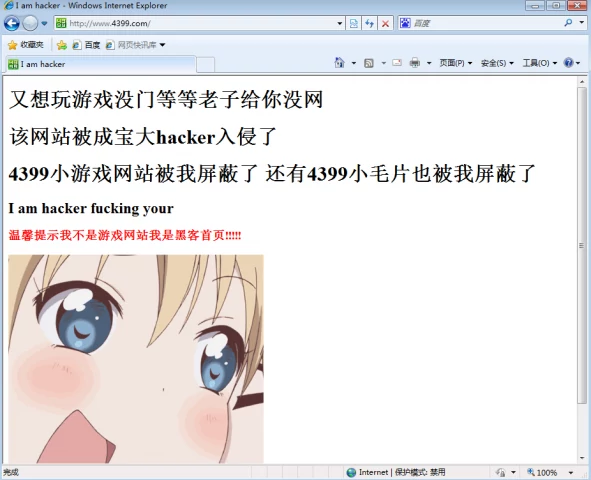 I am hacker - Windows Internet Explorer
http://www.4399.com/
百度
收藏夹 百度 网页快讯库
I am hacker
页面(P) 安全(S) 工具(O)
又想玩游戏没门等等老子给你没网
该网站被成宝大hacker入侵了
4399小游戏网站被我屏蔽了 还有4399小毛片也被我屏蔽了
I am hacker fucking your
温馨提示我不是游戏网站我是黑客首页!!!!!
完成 Internet | 保护模式: 禁用 100%